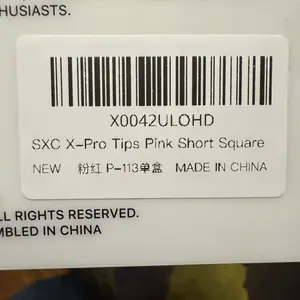 THUSIASTS.
X0042ULOHD
SXC X-Pro Tips Pink Short Square
NEW 粉红 P-113单盒 MADE IN CHINA
LL RIGHTS RESERVED.
MBLED IN CHINA